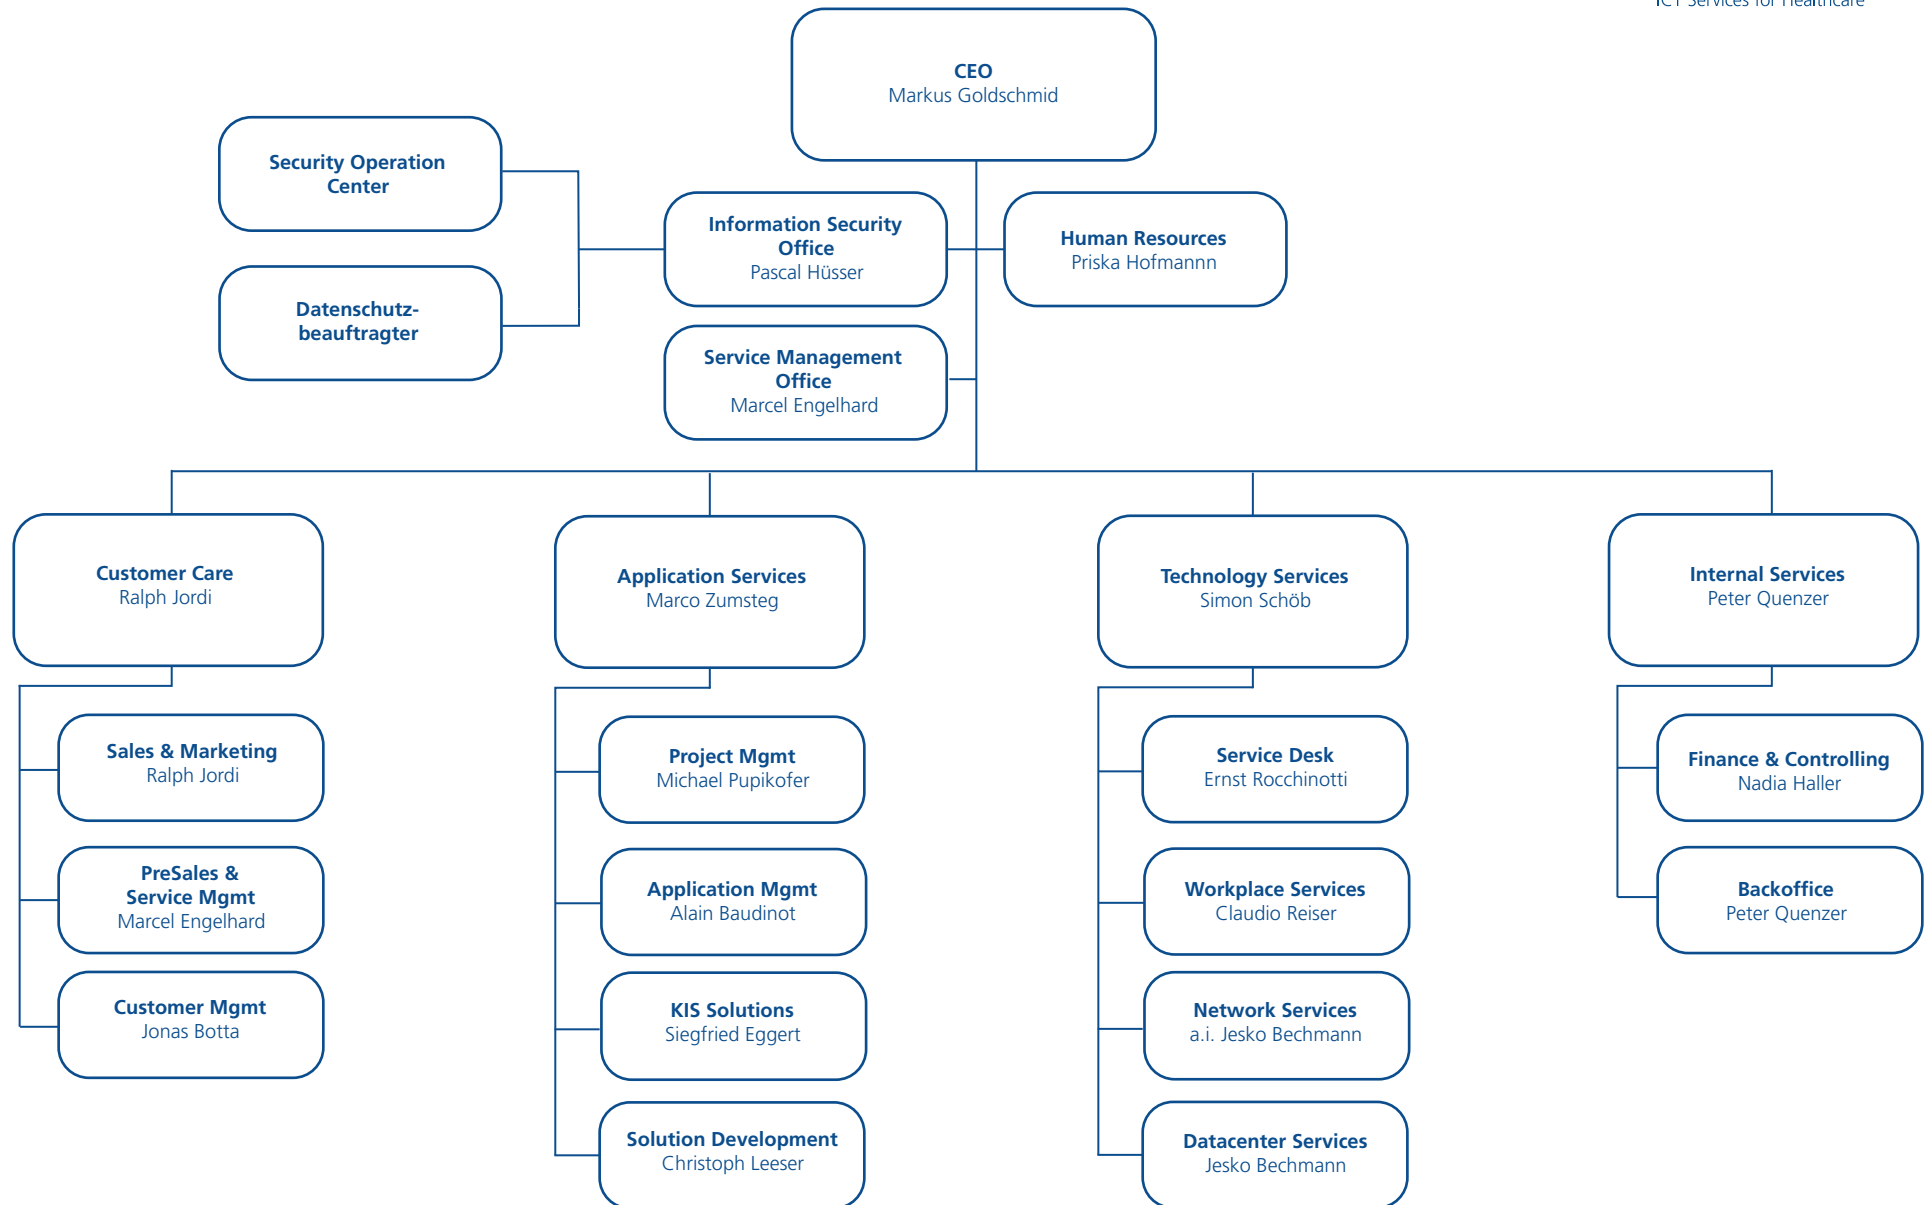 ICT Services for Healthcare
CEO
Markus Goldschmid
Security Operation
Center
Information Security
Office
Pascal Hüsser
Human Resources
Priska Hofmannn
Datenschutz-
beauftragter
Service Management
Office
Marcel Engelhard
Customer Care
Ralph Jordi
Application Services
Marco Zumsteg
Technology Services
Simon Schöb
Internal Services
Peter Quenzer
Sales & Marketing
Ralph Jordi
PreSales &
Service Mgmt
Marcel Engelhard
Customer Mgmt
Jonas Botta
Project Mgmt
Michael Pupikofer
Application Mgmt
Alain Baudinot
KIS Solutions
Siegfried Eggert
Solution Development
Christoph Leeser
Service Desk
Ernst Rocchinotti
Workplace Services
Claudio Reiser
Network Services
a.i. Jesko Bechmann
Datacenter Services
Jesko Bechmann
Finance & Controlling
Nadia Haller
Backoffice
Peter Quenzer